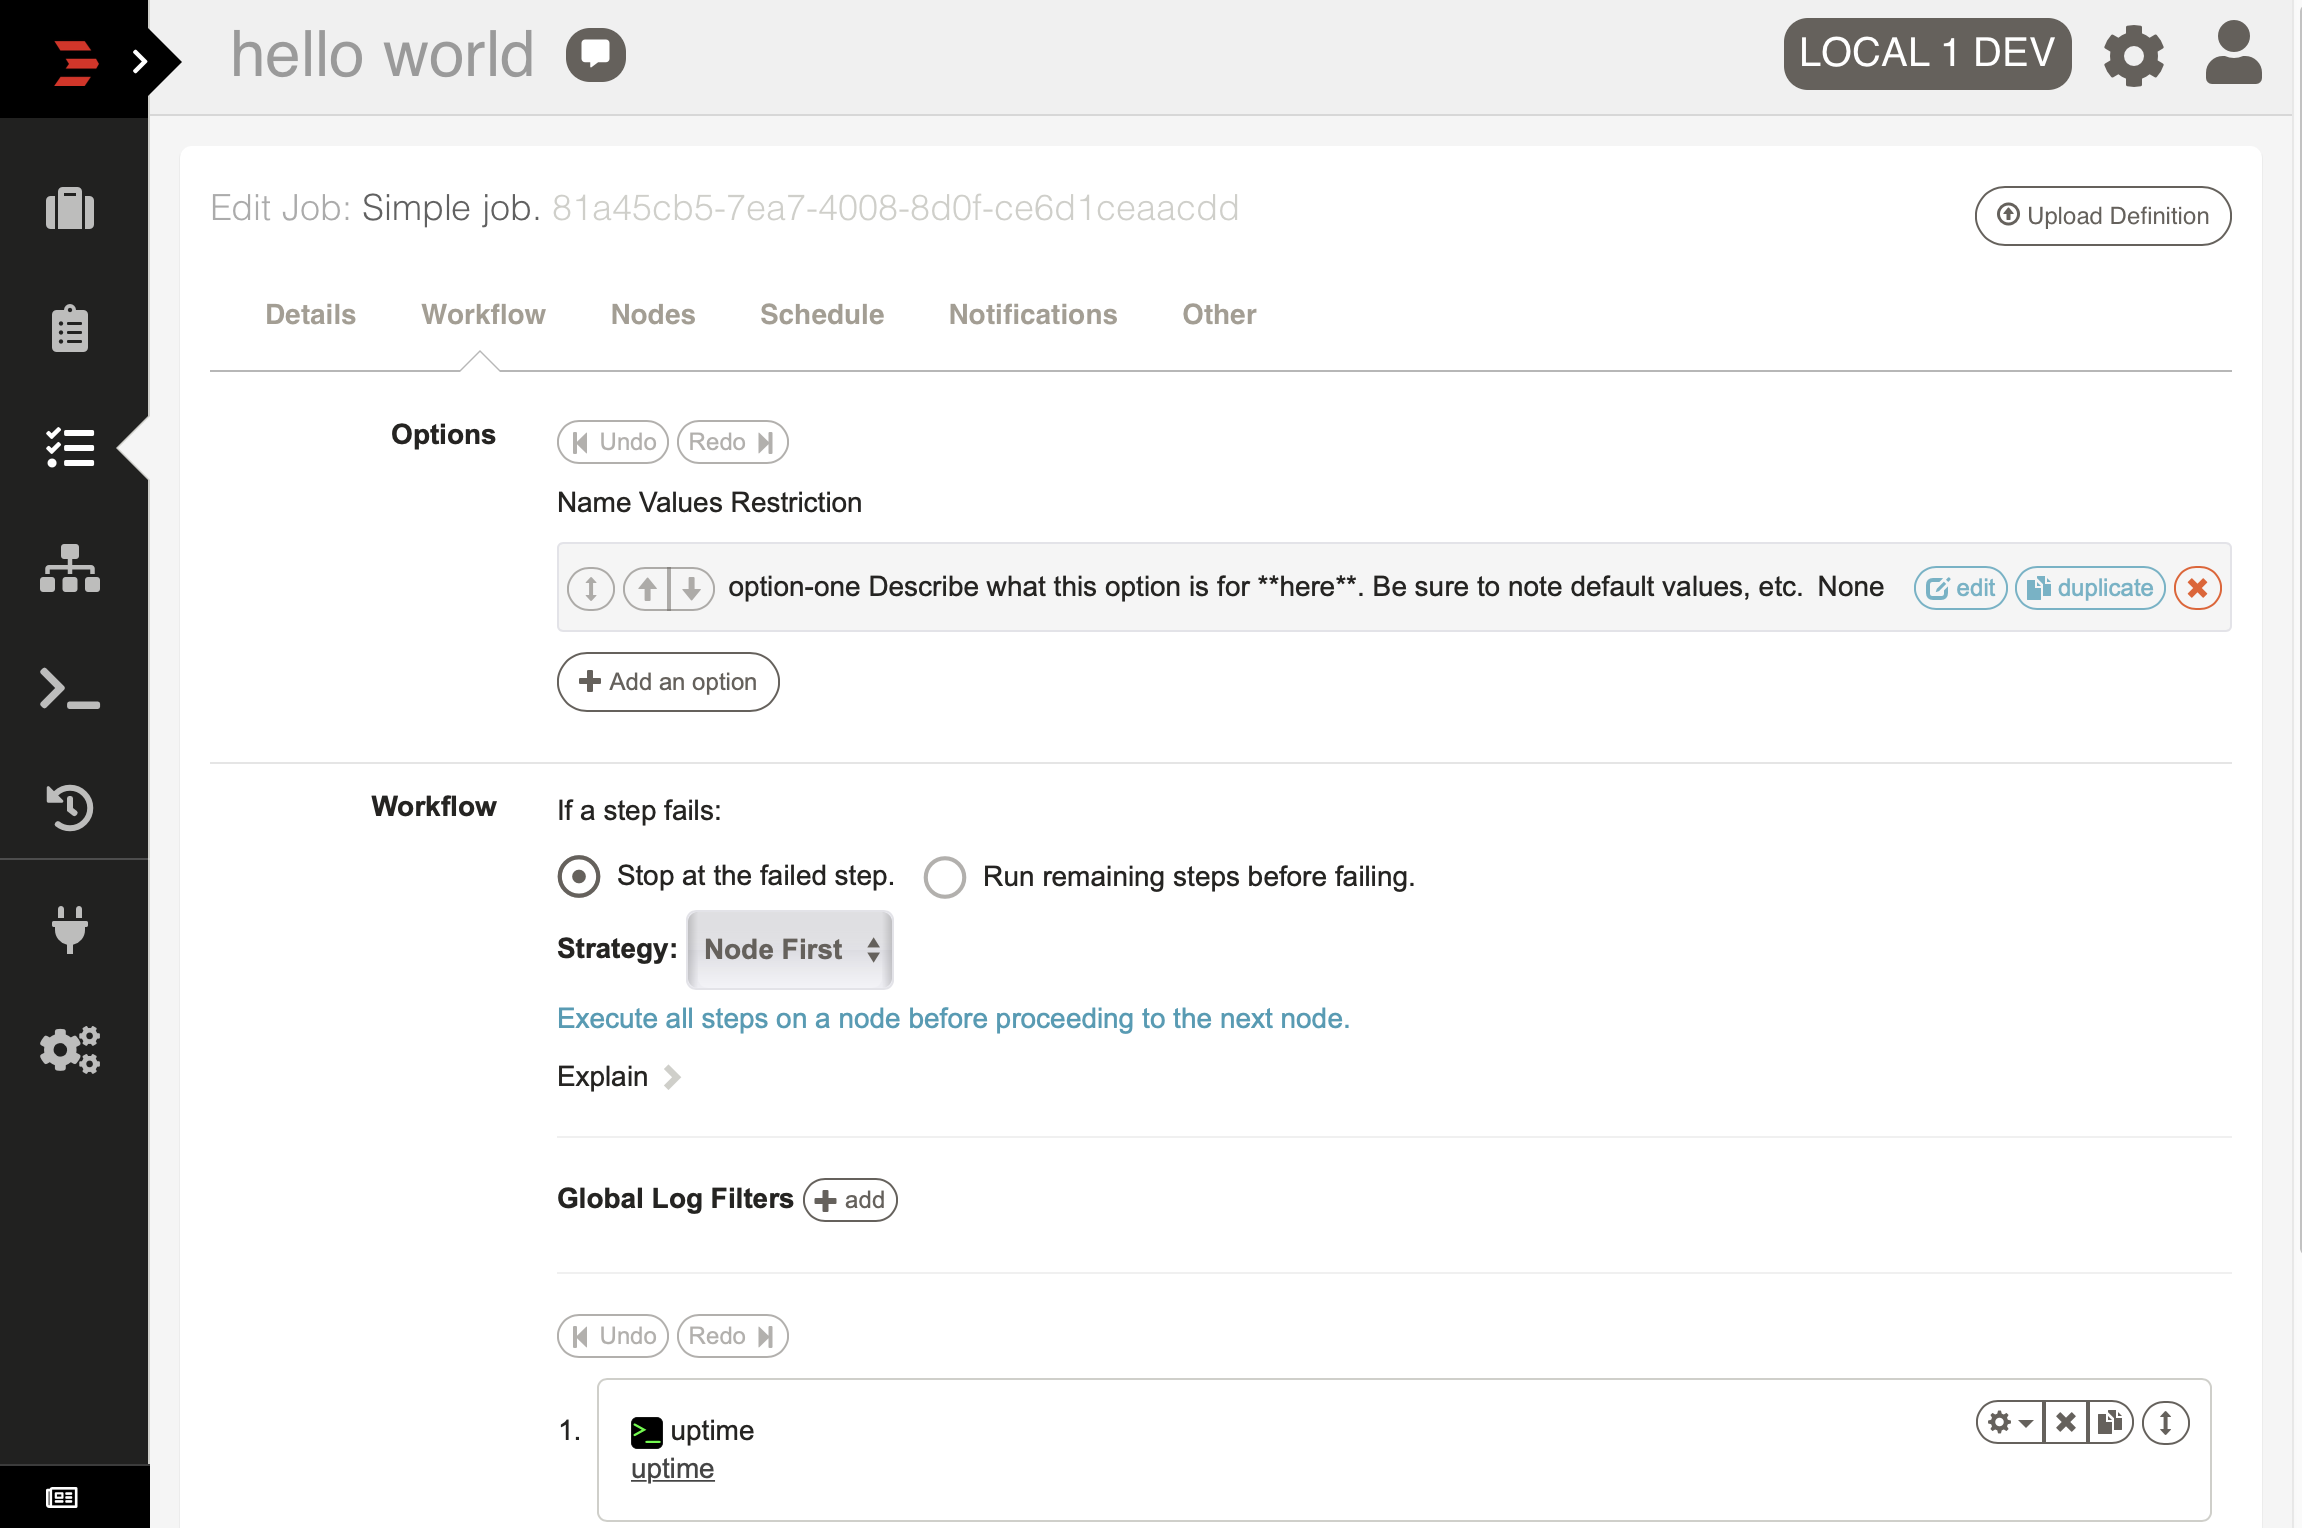 hello world
LOCAL 1 DEV
Edit Job: Simple job. 81a45cb5-7ea7-4008-8d0f-ce6d1ceaacdd
Upload Definition
Details Workflow Nodes Schedule Notifications Other
Options
Undo Redo
Name Values Restriction
option-one Describe what this option is for **here**. Be sure to note default values, etc. None edit duplicate
Add an option
Workflow
If a step fails:
Stop at the failed step. Run remaining steps before failing.
Strategy: Node First
Execute all steps on a node before proceeding to the next node.
Explain
Global Log Filters add
Undo Redo
1. uptime
uptime